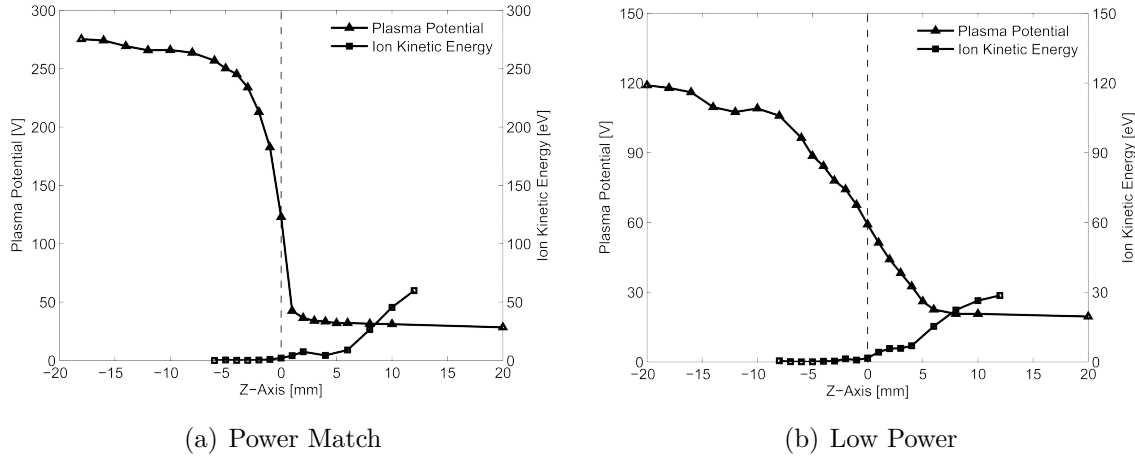 300
250
200
150
100
50
0
Plasma Potential [V]
Plasma Potential
Ion Kinetic Energy
300
250
200
150
100
50
0
Ion Kinetic Energy [eV]
−20 −15 −10 −5 0 5 10 15 20
Z−Axis [mm]
(a) Power Match
150
120
90
60
30
0
Plasma Potential [V]
Plasma Potential
Ion Kinetic Energy
150
120
90
60
30
0
Ion Kinetic Energy [eV]
−20 −15 −10 −5 0 5 10 15 20
Z−Axis [mm]
(b) Low Power